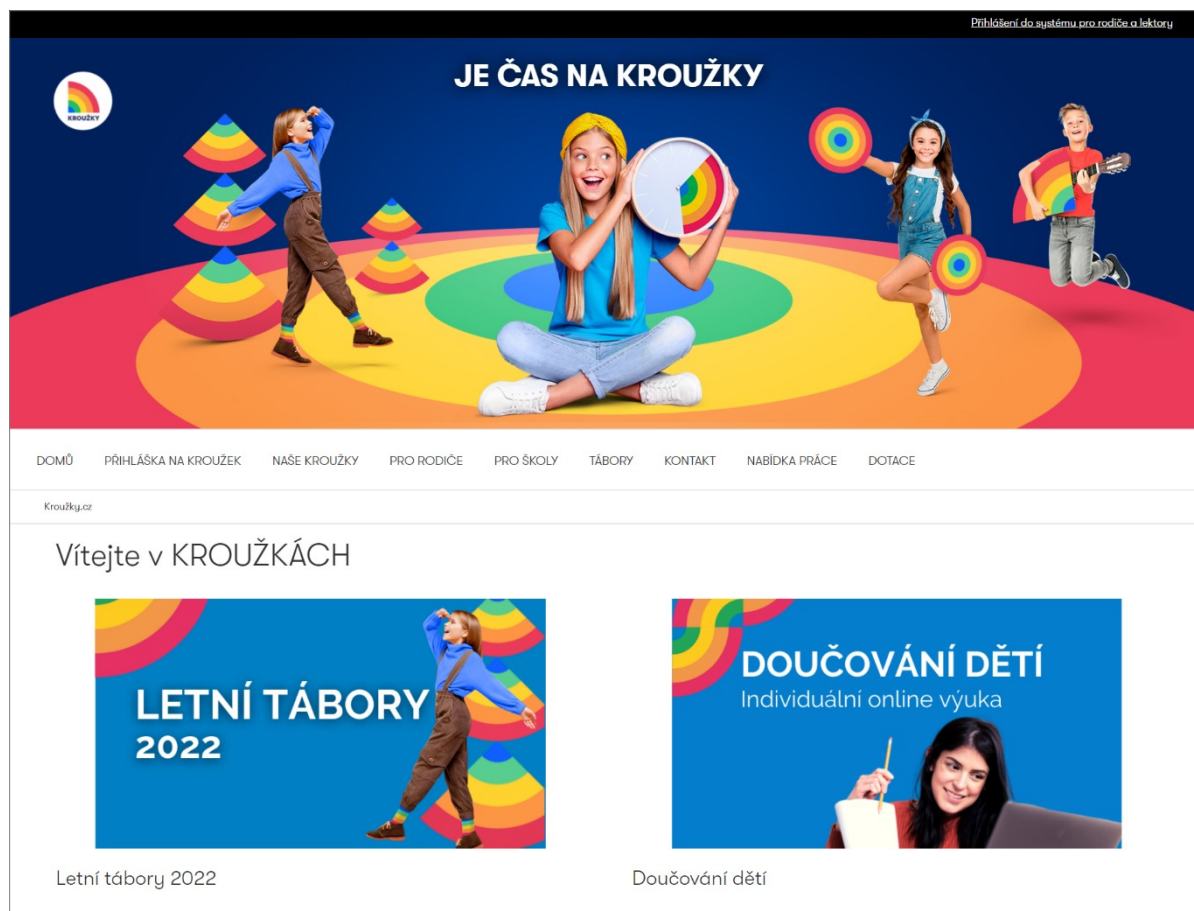 Přihlášení do systému pro rodiče a lektory
JE ČAS NA KROUŽKY
KROUŽKY
DOMŮ PŘIHLÁŠKA NA KROUŽEK NAŠE KROUŽKY PRO RODIČE PRO ŠKOLY TÁBORY KONTAKT NABÍDKA PRÁCE DOTACE
Kroužky.cz
Vítejte v KROUŽKÁCH
LETNÍ TÁBORY
2022
DOUČOVÁNÍ DĚTÍ
Individuální online výuka
Letní tábory 2022
Doučování dětí